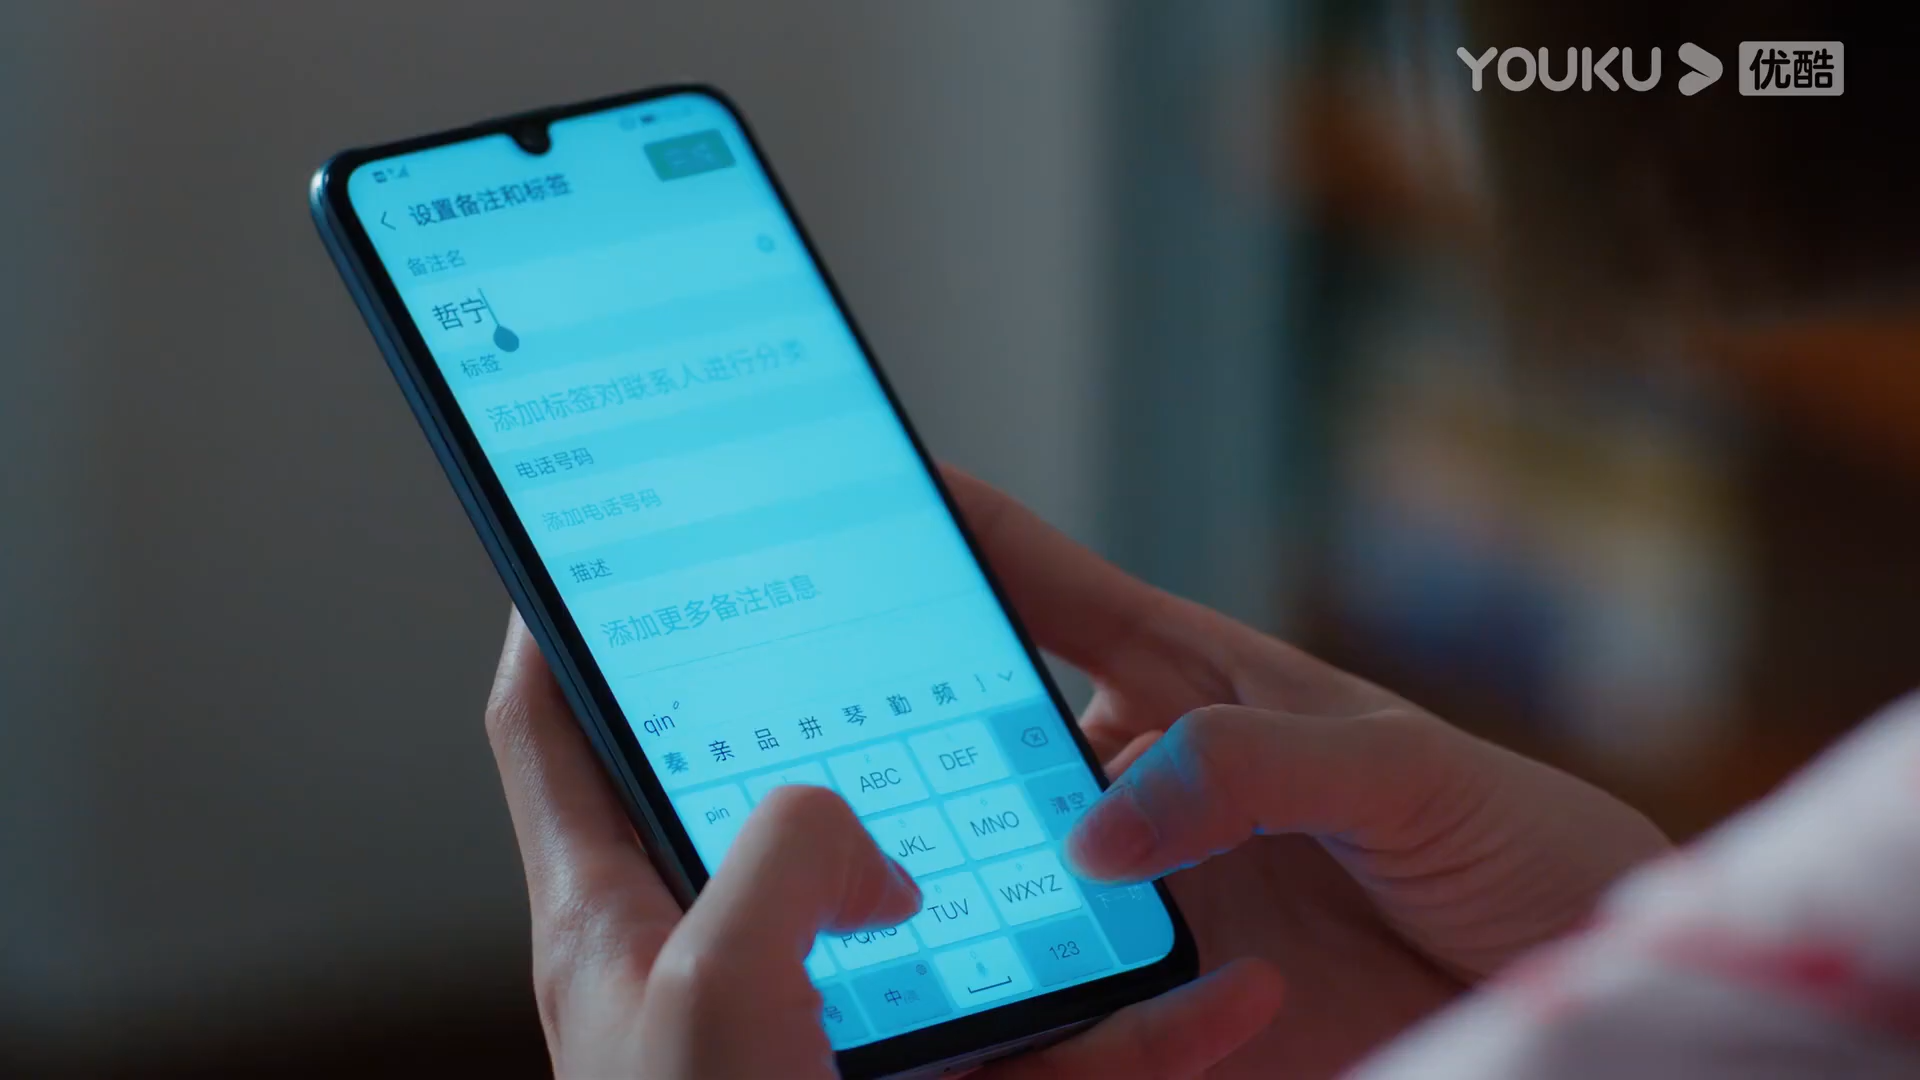 YOUKU 优酷
设置备注和标签
备注名
哲宁
标签
添加标签对联系人进行分类
电话号码
添加电话号码
描述
添加更多备注信息
qin
秦 亲 品 拼 琴 勤 频
pin
ABC DEF
JKL MNO 清空
PQRS TUV WXYZ
号 中 123